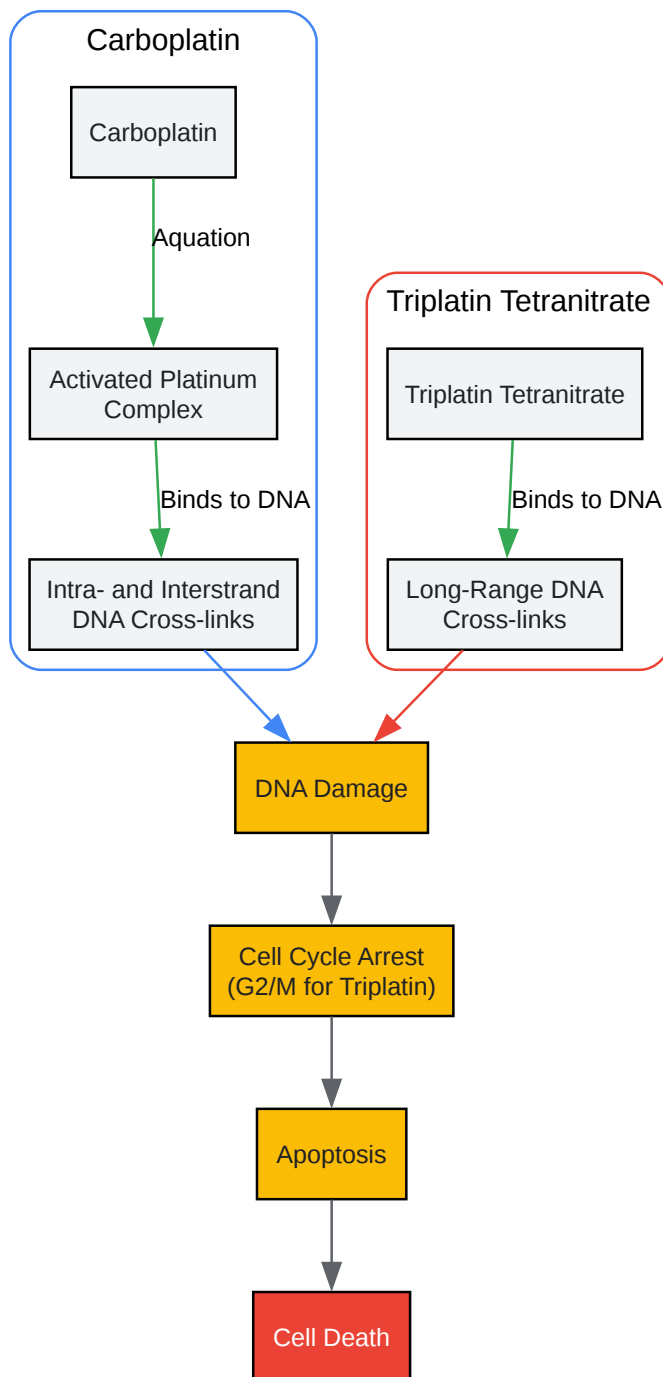 Carboplatin
Carboplatin
Aquation
Activated Platinum
Complex
Binds to DNA
Intra- and Interstrand
DNA Cross-links
Triplatin Tetranitrate
Triplatin Tetranitrate
Binds to DNA
Long-Range DNA
Cross-links
DNA Damage
Cell Cycle Arrest
(G2/M for Triplatin)
Apoptosis
Cell Death